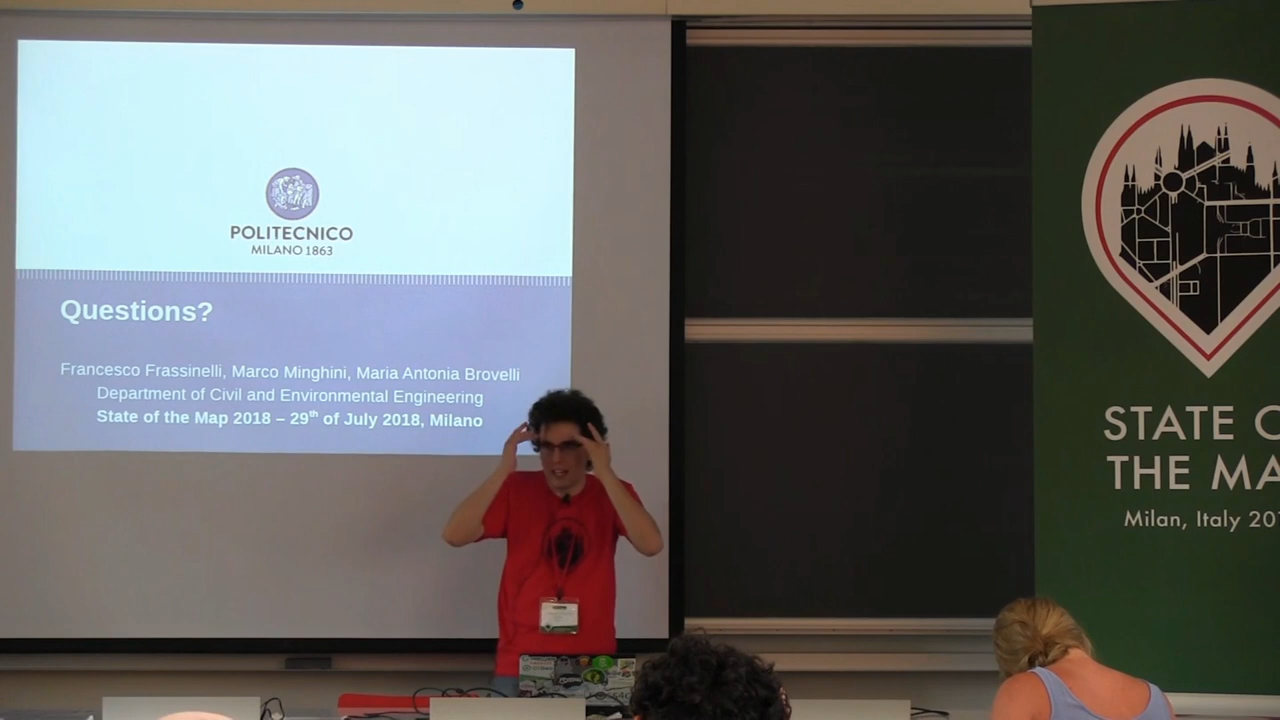 POLITECNICO
MILANO 1863
Questions?
Francesco Frassinelli, Marco Minghini, Maria Antonia Brovelli
Department of Civil and Environmental Engineering
State of the Map 2018 – 29th of July 2018, Milano
STATE O
THE MA
Milan, Italy 201